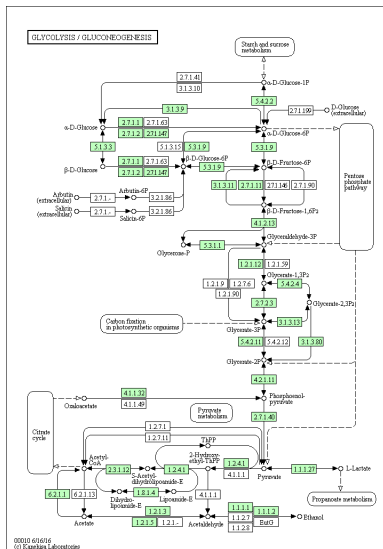 GLYCOLYSIS / GLUCONEOGENESIS
Starch and sucrose
metabolism
2.7.1.41
3.1.3.10
α-D-Glucose-1P
3.1.3.9
5.4.2.2
D-Glucose
(extracellular)
2.7.1.199
α-D-Glucose
2.7.1.1
2.7.1.63
2.7.1.2
2.7.1.147
α-D-Glucose-6P
5.1.3.3
5.1.3.15
5.3.1.9
5.3.1.9
β-D-Glucose
2.7.1.1
2.7.1.63
2.7.1.2
2.7.1.147
β-D-Glucose-6P
5.3.1.9
β-D-Fructose-6P
Pentose
phosphate
pathway
3.1.3.11
2.7.1.11
2.7.1.146
2.7.1.90
Arbutin
(extracellular)
2.7.1.-
Arbutin-6P
3.2.1.86
Salicin
(extracellular)
2.7.1.-
Salicin-6P
3.2.1.86
β-D-Fructose-1,6P2
4.1.2.13
Glyceraldehyde-3P
Glycerone-P
5.3.1.1
1.2.1.12
1.2.1.59
1.2.1.9
1.2.7.6
1.2.1.90
Glycerate-1,3P2
5.4.2.4
2.7.2.3
Glycerate-2,3P2
Carbon fixation
in photosynthetic organisms
3.1.3.13
Glycerate-3P
5.4.2.11
5.4.2.12
3.1.3.80
Glycerate-2P
4.2.1.11
4.1.1.32
4.1.1.49
Oxaloacetate
Phosphoenol-
pyruvate
Pyruvate
metabolism
2.7.1.40
Citrate
cycle
1.2.7.1
1.2.7.11
ThPP
Acetyl-
CoA
2-Hydroxy-
ethyl-ThPP
S-Acetyl-
dihydrolipoamide-E
2.3.1.12
1.2.4.1
1.2.4.1
4.1.1.1
Pyruvate
1.1.1.27
L-Lactate
6.2.1.1
6.2.1.13
1.8.1.4
Dihydro-
lipoamide-E
Lipoamide-E
4.1.1.1
Propanoate metabolism
1.2.1.3
1.2.1.5
1.2.1.-
Acetate
Acetaldehyde
1.1.1.1
1.1.1.2
1.1.2.7
EutG
1.1.2.8
Ethanol
00010 6/16/16
(c) Kanehisa Laboratories